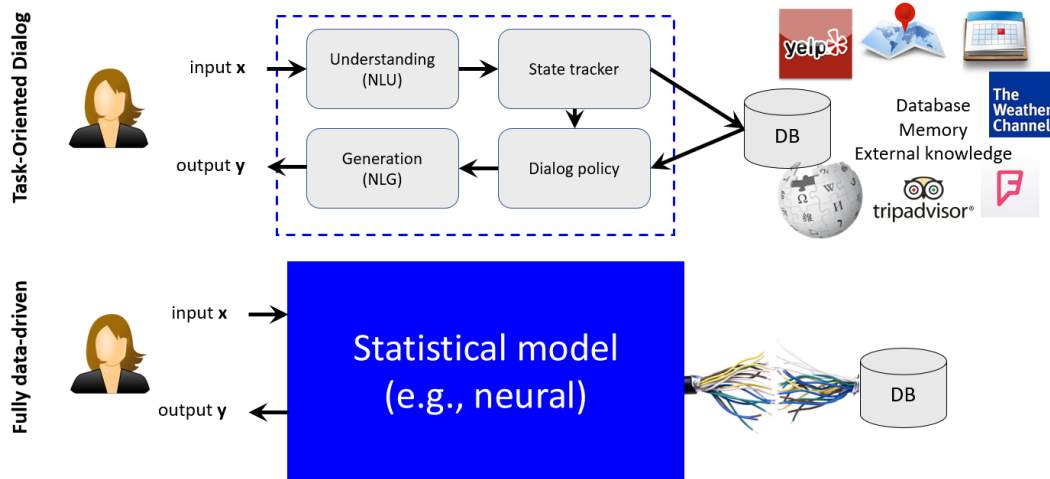 Task-Oriented Dialog
input x
Understanding
(NLU)
State tracker
output y
Generation
(NLG)
Dialog policy
DB
yelp
The
Weather
Channel
Database
Memory
External knowledge
Ω
W
И
維
tripadvisor®
Fully data-driven
input x
output y
Statistical model
(e.g., neural)
DB